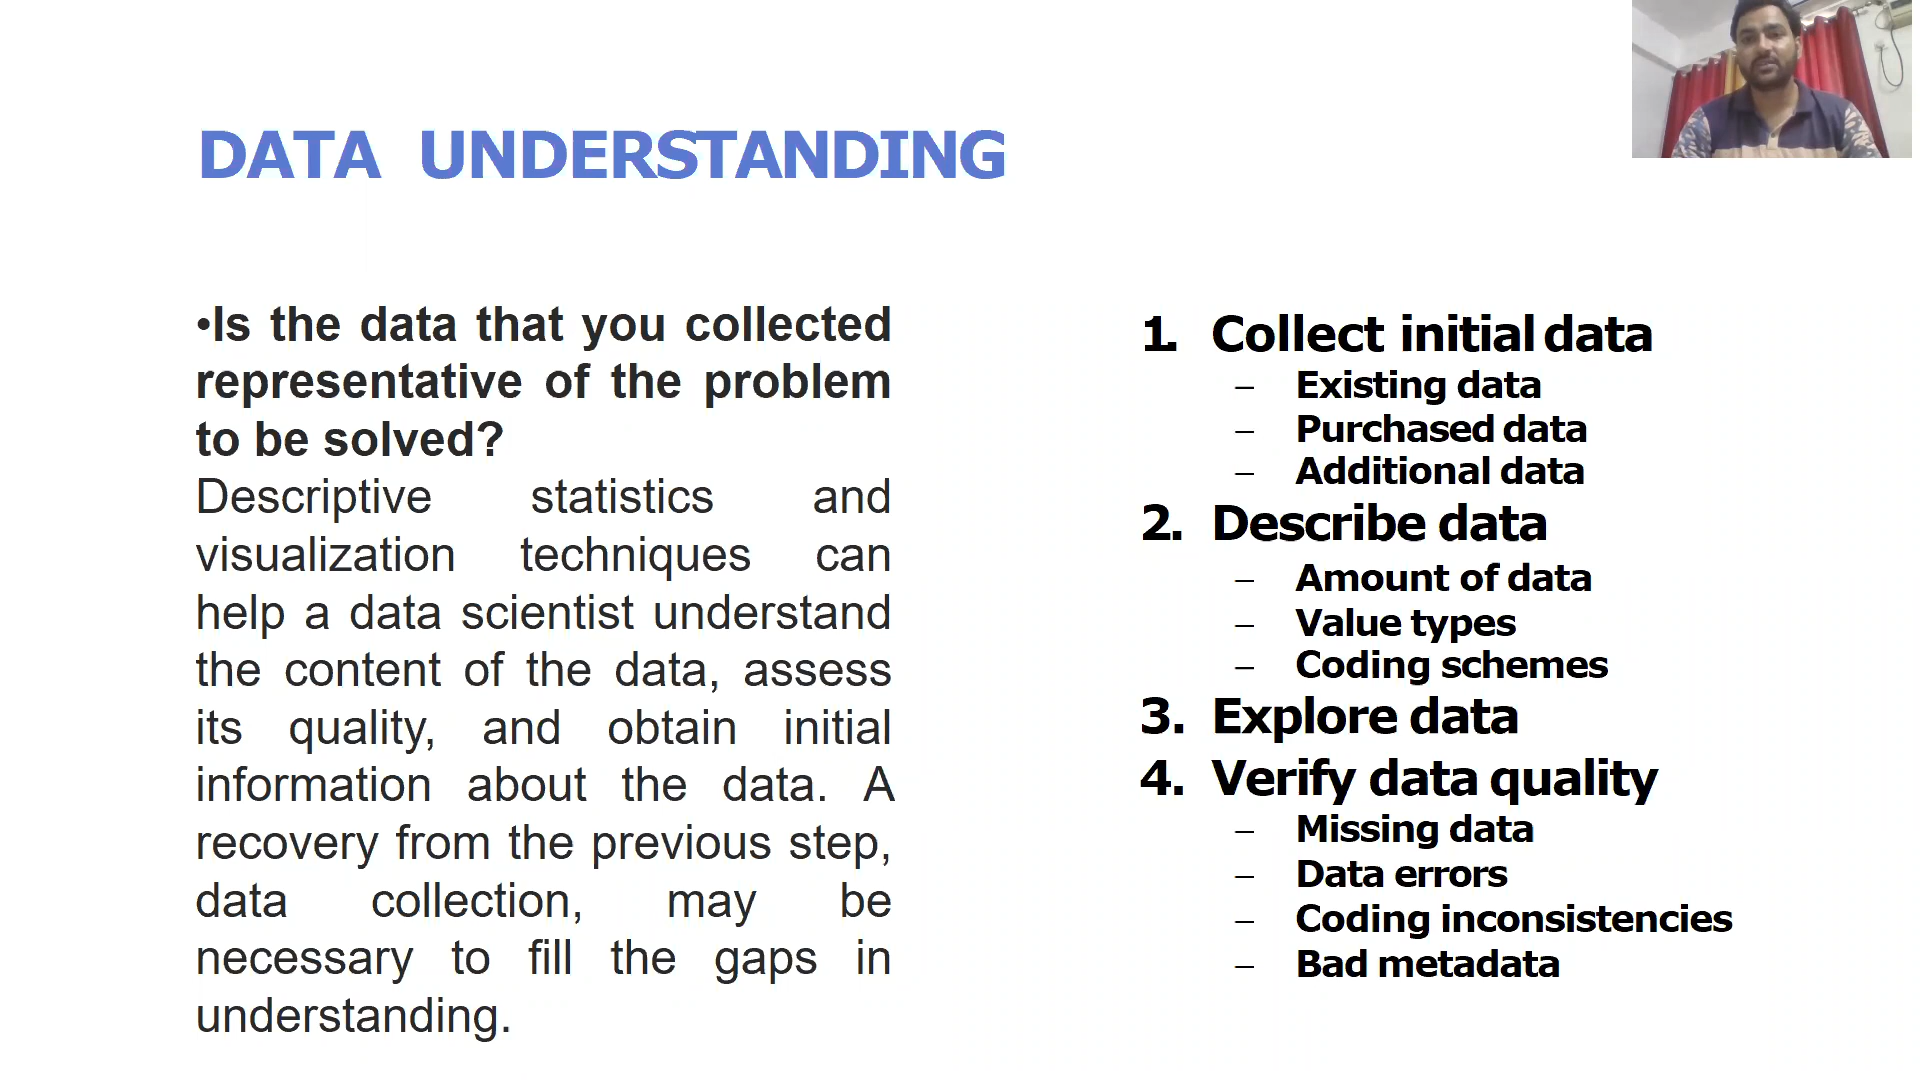 DATA UNDERSTANDING
•Is the data that you collected
representative of the problem
to be solved?
Descriptive statistics and
visualization techniques can
help a data scientist understand
the content of the data, assess
its quality, and obtain initial
information about the data. A
recovery from the previous step,
data collection, may be
necessary to fill the gaps in
understanding.
1. Collect initial data
– Existing data
– Purchased data
– Additional data
2. Describe data
– Amount of data
– Value types
– Coding schemes
3. Explore data
4. Verify data quality
– Missing data
– Data errors
– Coding inconsistencies
– Bad metadata